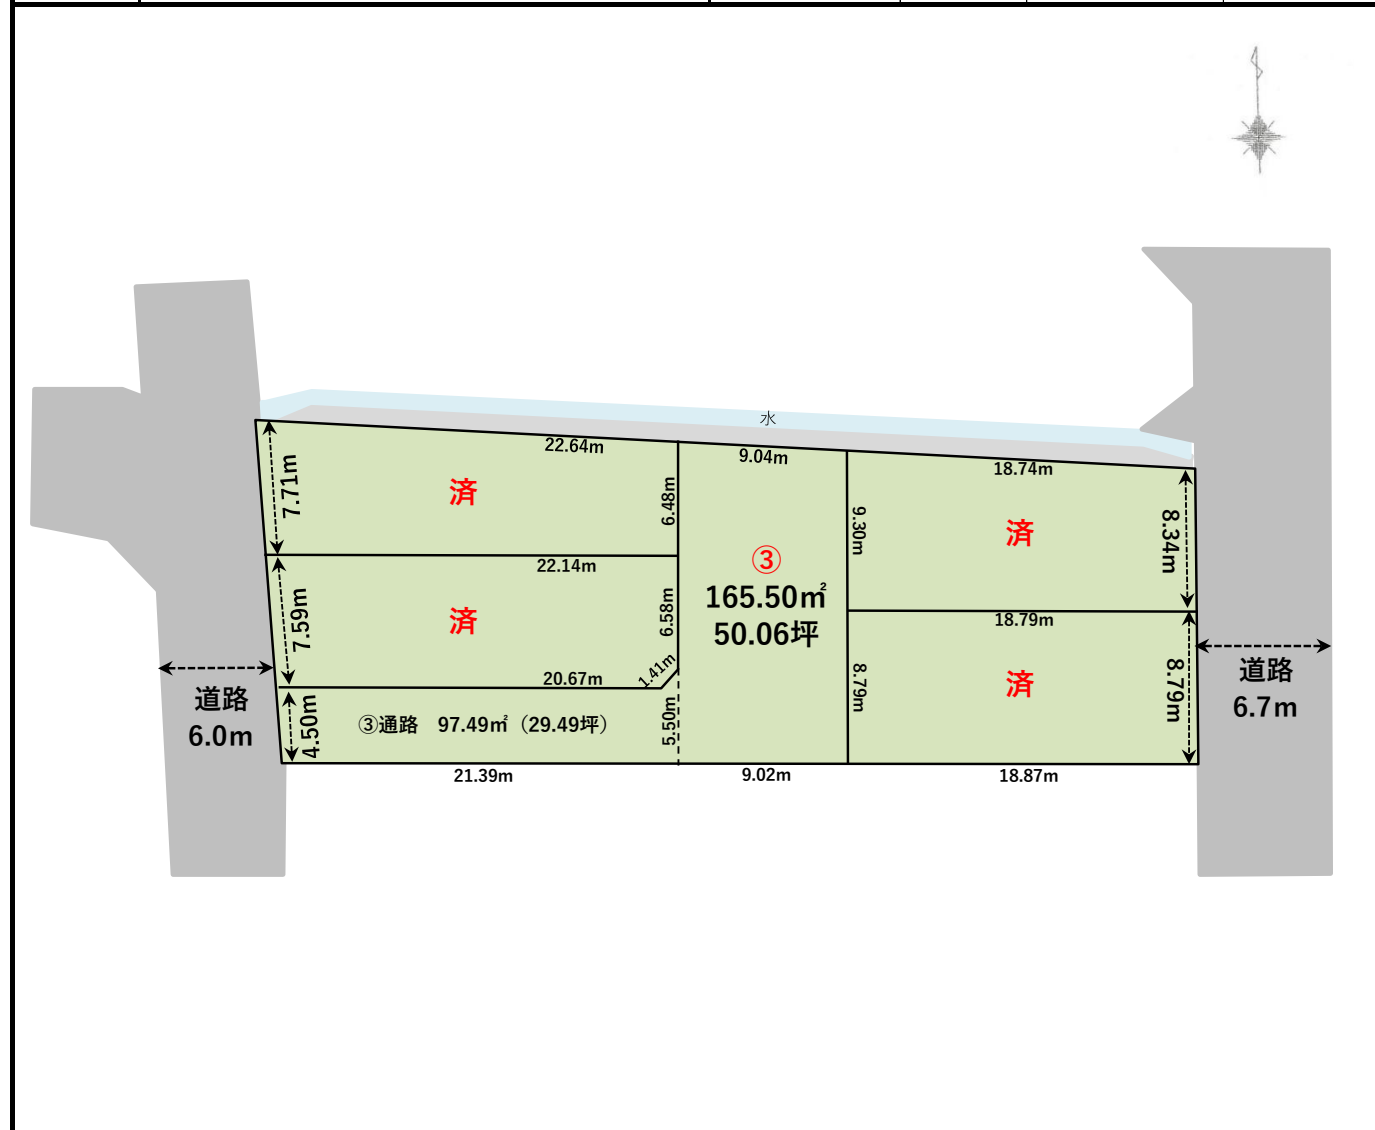 水
22.64m
9.04m
18.74m
7.71m
済
6.48m
9.30m
済
8.34m
③
165.50㎡
50.06坪
22.14m
7.59m
済
6.58m
18.79m
1.41m
20.67m
8.79m
済
8.79m
道路
6.0m
道路
6.7m
4.50m
③通路 97.49㎡（29.49坪）
5.50m
21.39m
9.02m
18.87m